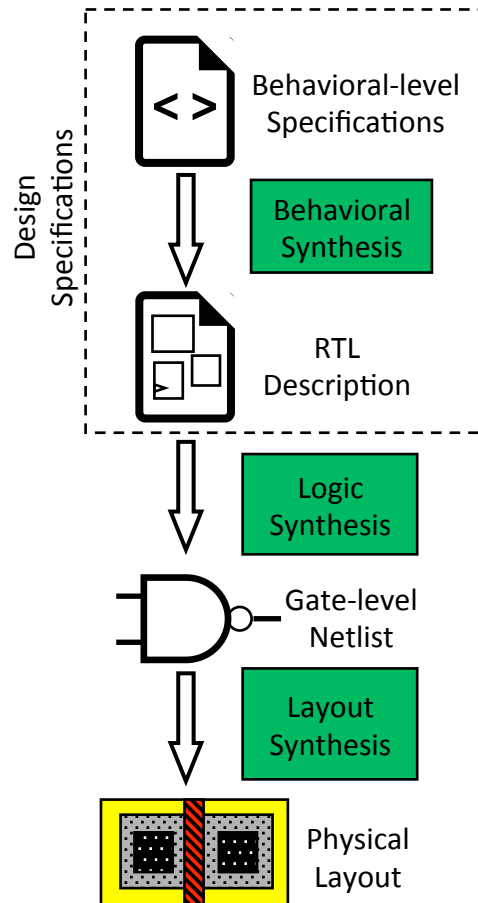 Design
Specifications
< >
Behavioral-level
Specifications
Behavioral
Synthesis
RTL
Description
Logic
Synthesis
Gate-level
Netlist
Layout
Synthesis
Physical
Layout